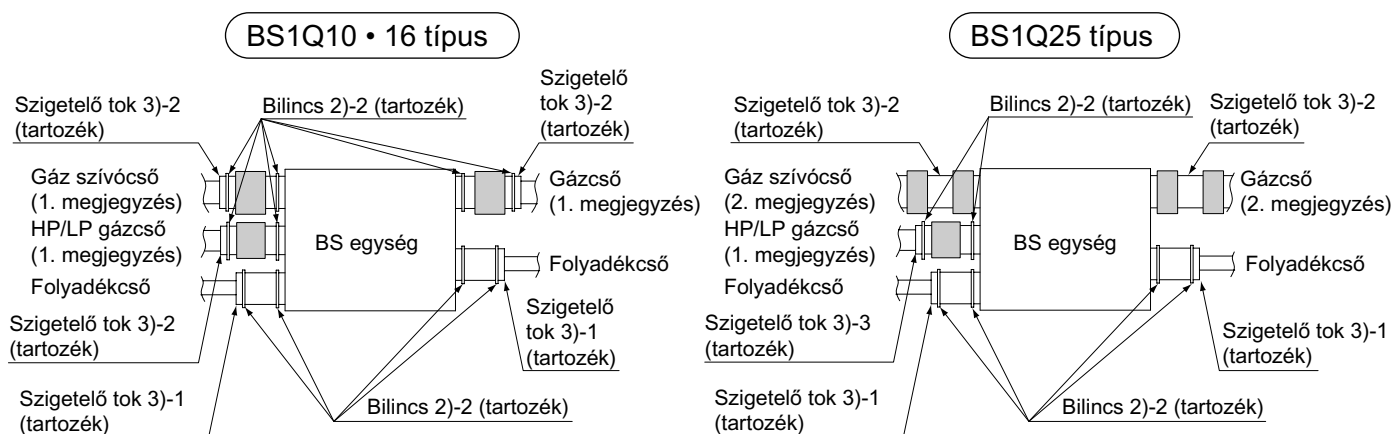 BS1Q10 • 16 típus
Szigetelő tok 3)-2
(tartozék)
Bilincs 2)-2 (tartozék)
Szigetelő
tok 3)-2
(tartozék)
Gáz szívócső
(1. megjegyzés)
HP/LP gázcső
(1. megjegyzés)
Folyadékcső
BS egység
Gázcső
(1. megjegyzés)
Folyadékcső
Szigetelő tok 3)-2
(tartozék)
Szigetelő
tok 3)-1
(tartozék)
Szigetelő tok 3)-1
(tartozék)
Bilincs 2)-2 (tartozék)
BS1Q25 típus
Szigetelő tok 3)-2
(tartozék)
Bilincs 2)-2 (tartozék)
Szigetelő tok 3)-2
(tartozék)
Gáz szívócső
(2. megjegyzés)
HP/LP gázcső
(1. megjegyzés)
Folyadékcső
BS egység
Gázcső
(2. megjegyzés)
Folyadékcső
Szigetelő tok 3)-3
(tartozék)
Szigetelő tok 3)-1
(tartozék)
Szigetelő tok 3)-1
(tartozék)
Bilincs 2)-2 (tartozék)